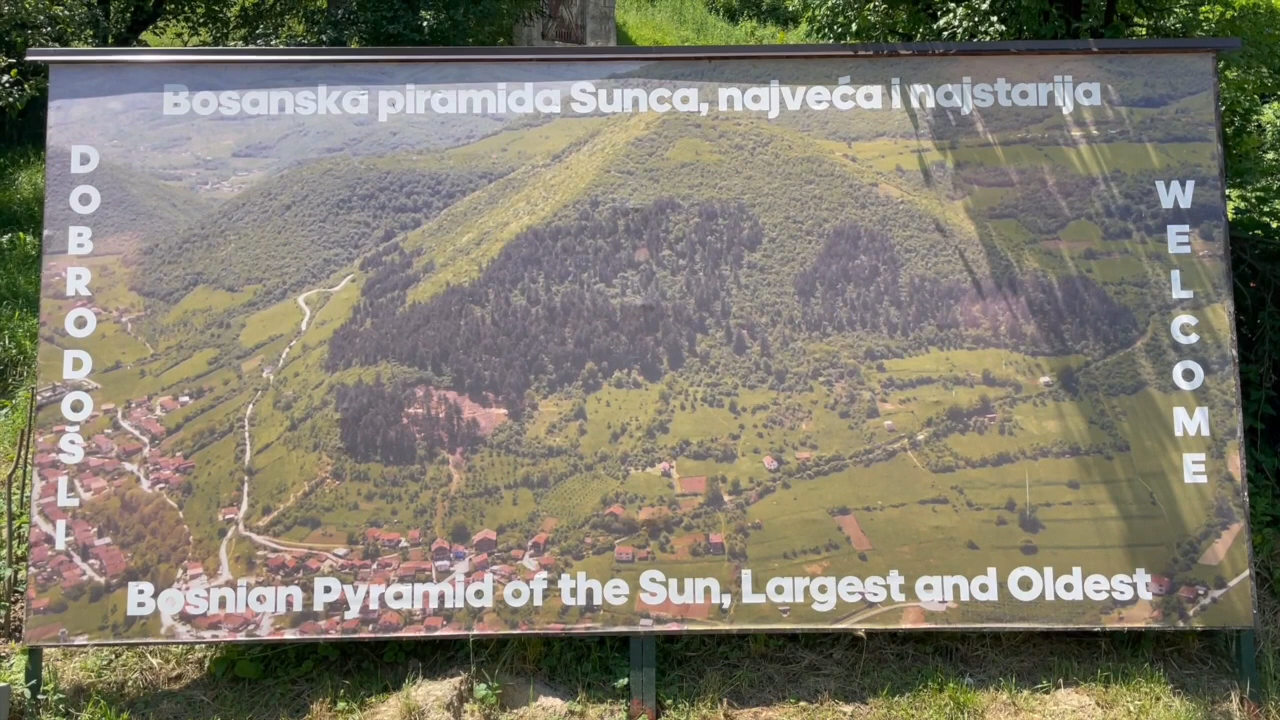 Bosanska piramida Sunca, najveća i najstarija
DOBRODOŠLI
WELCOME
Bosnian Pyramid of the Sun, Largest and Oldest